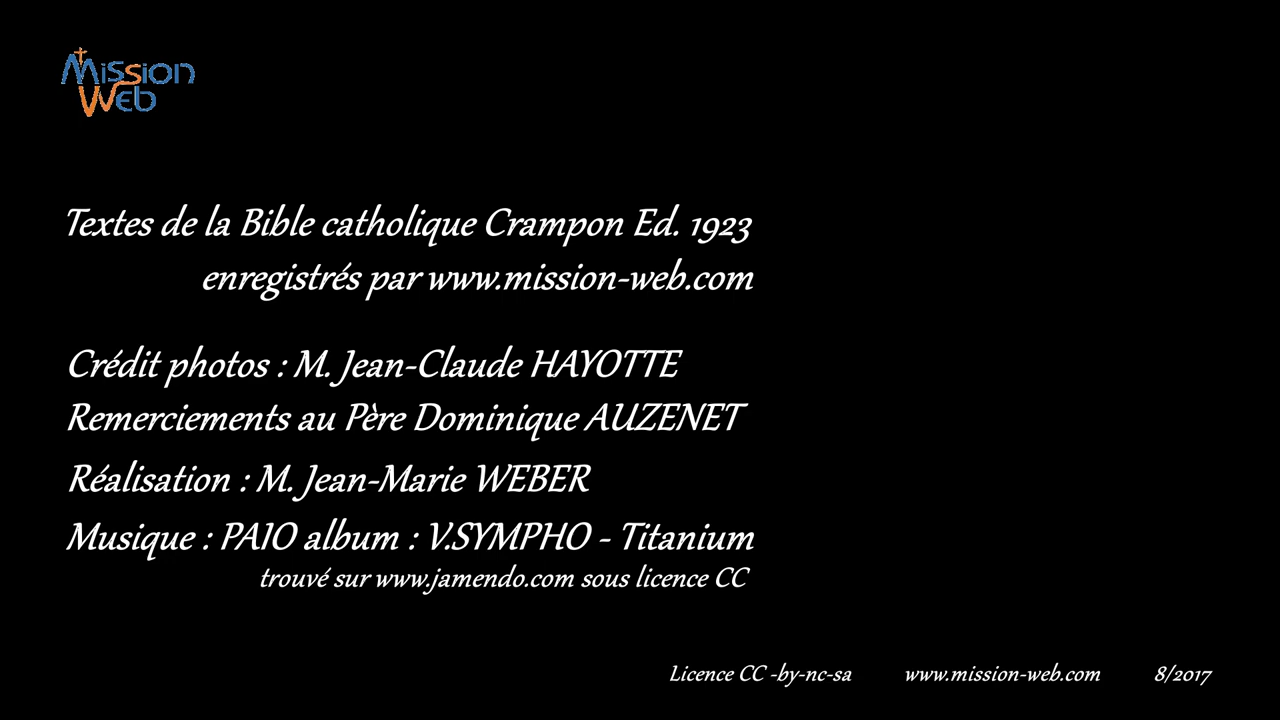 Mission
Web
Textes de la Bible catholique Crampon Ed. 1923
enregistrés par www.mission-web.com
Crédit photos : M. Jean-Claude HAYOTTE
Remerciements au Père Dominique AUZENET
Réalisation : M. Jean-Marie WEBER
Musique : PAIO album : V.SYMPHO - Titanium
trouvé sur www.jamendo.com sous licence CC
Licence CC -by-nc-sa www.mission-web.com 8/2017